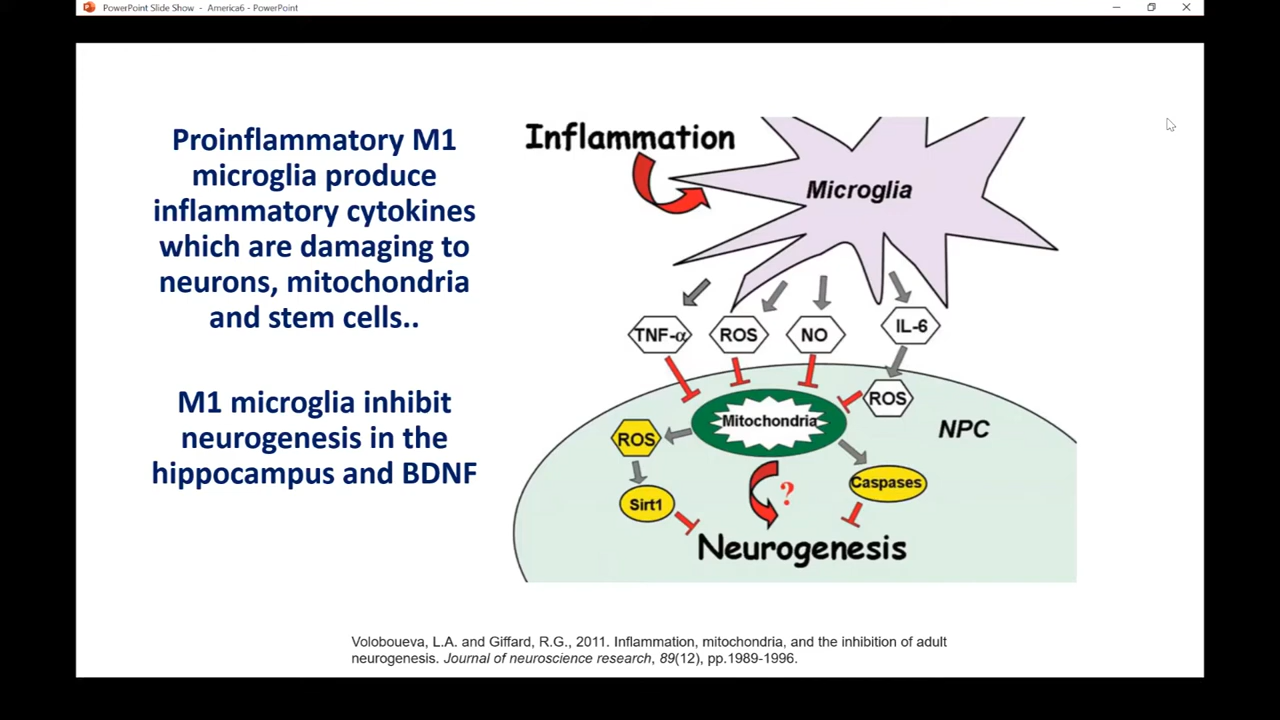 PowerPoint Slide Show - America6 - PowerPoint
Proinflammatory M1
microglia produce
inflammatory cytokines
which are damaging to
neurons, mitochondria
and stem cells..
M1 microglia inhibit
neurogenesis in the
hippocampus and BDNF
Inflammation
Microglia
TNF-α
ROS
NO
IL-6
ROS
Mitochondria
NPC
ROS
Caspases
?
Sirt1
Neurogenesis
Voloboueva, L.A. and Giffard, R.G., 2011. Inflammation, mitochondria, and the inhibition of adult
neurogenesis. Journal of neuroscience research, 89(12), pp.1989-1996.